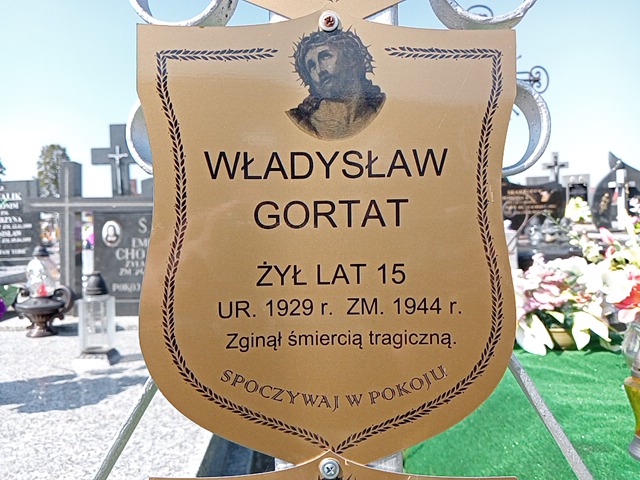 WŁADYSŁAW
GORTAT
ŻYŁ LAT 15
UR. 1929 r. ZM. 1944 r.
Zginął śmiercią tragiczną.
SPOCZYWAJ W POKOJU